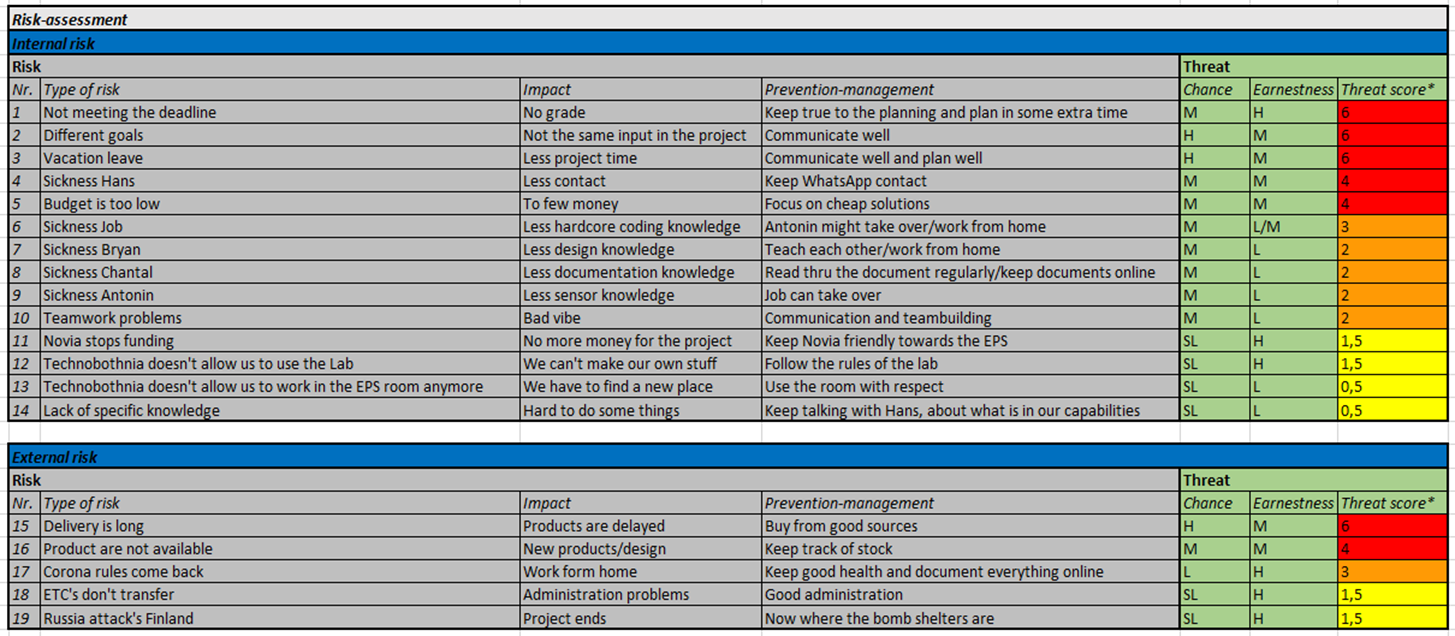 Risk-assessment
Internal risk
Risk Threat
Nr. Type of risk Impact Prevention-management Chance Earnestness Threat score*
1 Not meeting the deadline No grade Keep true to the planning and plan in some extra time M H 6
2 Different goals Not the same input in the project Communicate well H M 6
3 Vacation leave Less project time Communicate well and plan well H M 6
4 Sickness Hans Less contact Keep WhatsApp contact M M 4
5 Budget is too low To few money Focus on cheap solutions M M 4
6 Sickness Job Less hardcore coding knowledge Antonin might take over/work from home M L/M 3
7 Sickness Bryan Less design knowledge Teach each other/work from home M L 2
8 Sickness Chantal Less documentation knowledge Read thru the document regularly/keep documents online M L 2
9 Sickness Antonin Less sensor knowledge Job can take over M L 2
10 Teamwork problems Bad vibe Communication and teambuilding M L 2
11 Novia stops funding No more money for the project Keep Novia friendly towards the EPS SL H 1,5
12 Technobothnia doesn't allow us to use the Lab We can't make our own stuff Follow the rules of the lab SL H 1,5
13 Technobothnia doesn't allow us to work in the EPS room anymore We have to find a new place Use the room with respect SL L 0,5
14 Lack of specific knowledge Hard to do some things Keep talking with Hans, about what is in our capabilities SL L 0,5
External risk
Risk Threat
Nr. Type of risk Impact Prevention-management Chance Earnestness Threat score*
15 Delivery is long Products are delayed Buy from good sources H M 6
16 Product are not available New products/design Keep track of stock M M 4
17 Corona rules come back Work form home Keep good health and document everything online L H 3
18 ETC's don't transfer Administration problems Good administration SL H 1,5
19 Russia attack's Finland Project ends Now where the bomb shelters are SL H 1,5